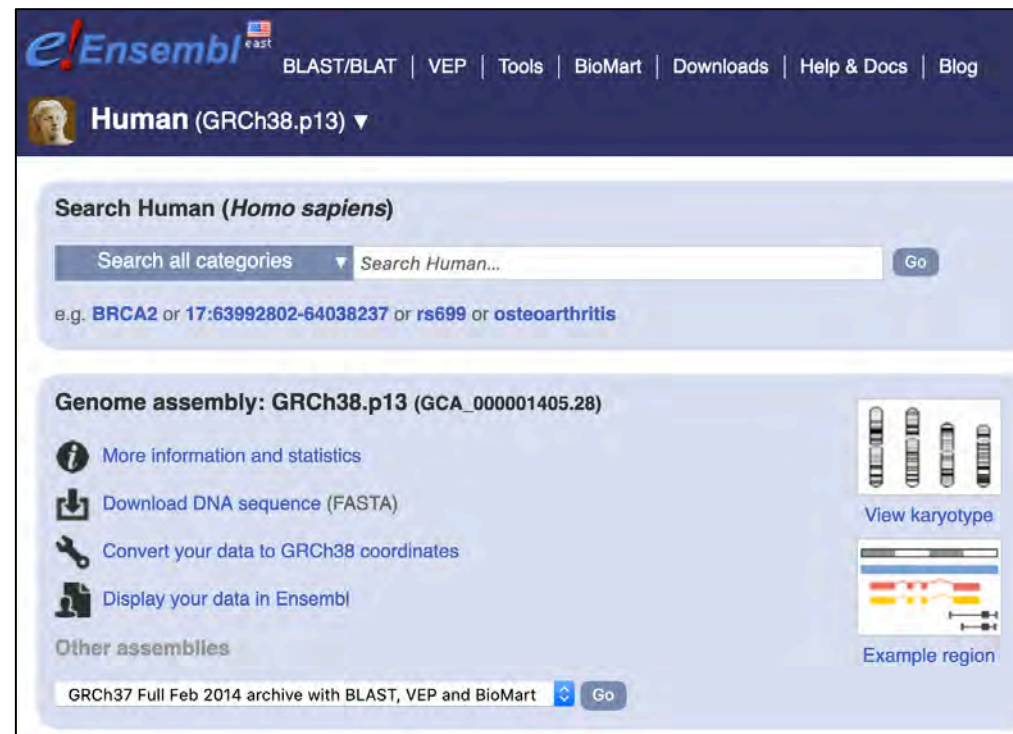 e!Ensembl east
BLAST/BLAT | VEP | Tools | BioMart | Downloads | Help & Docs | Blog
Human (GRCh38.p13) ▼
Search Human (Homo sapiens)
Search all categories ▼ Search Human... Go
e.g. BRCA2 or 17:63992802-64038237 or rs699 or osteoarthritis
Genome assembly: GRCh38.p13 (GCA_000001405.28)
More information and statistics
Download DNA sequence (FASTA)
View karyotype
Convert your data to GRCh38 coordinates
Display your data in Ensembl
Other assemblies
Example region
GRCh37 Full Feb 2014 archive with BLAST, VEP and BioMart Go